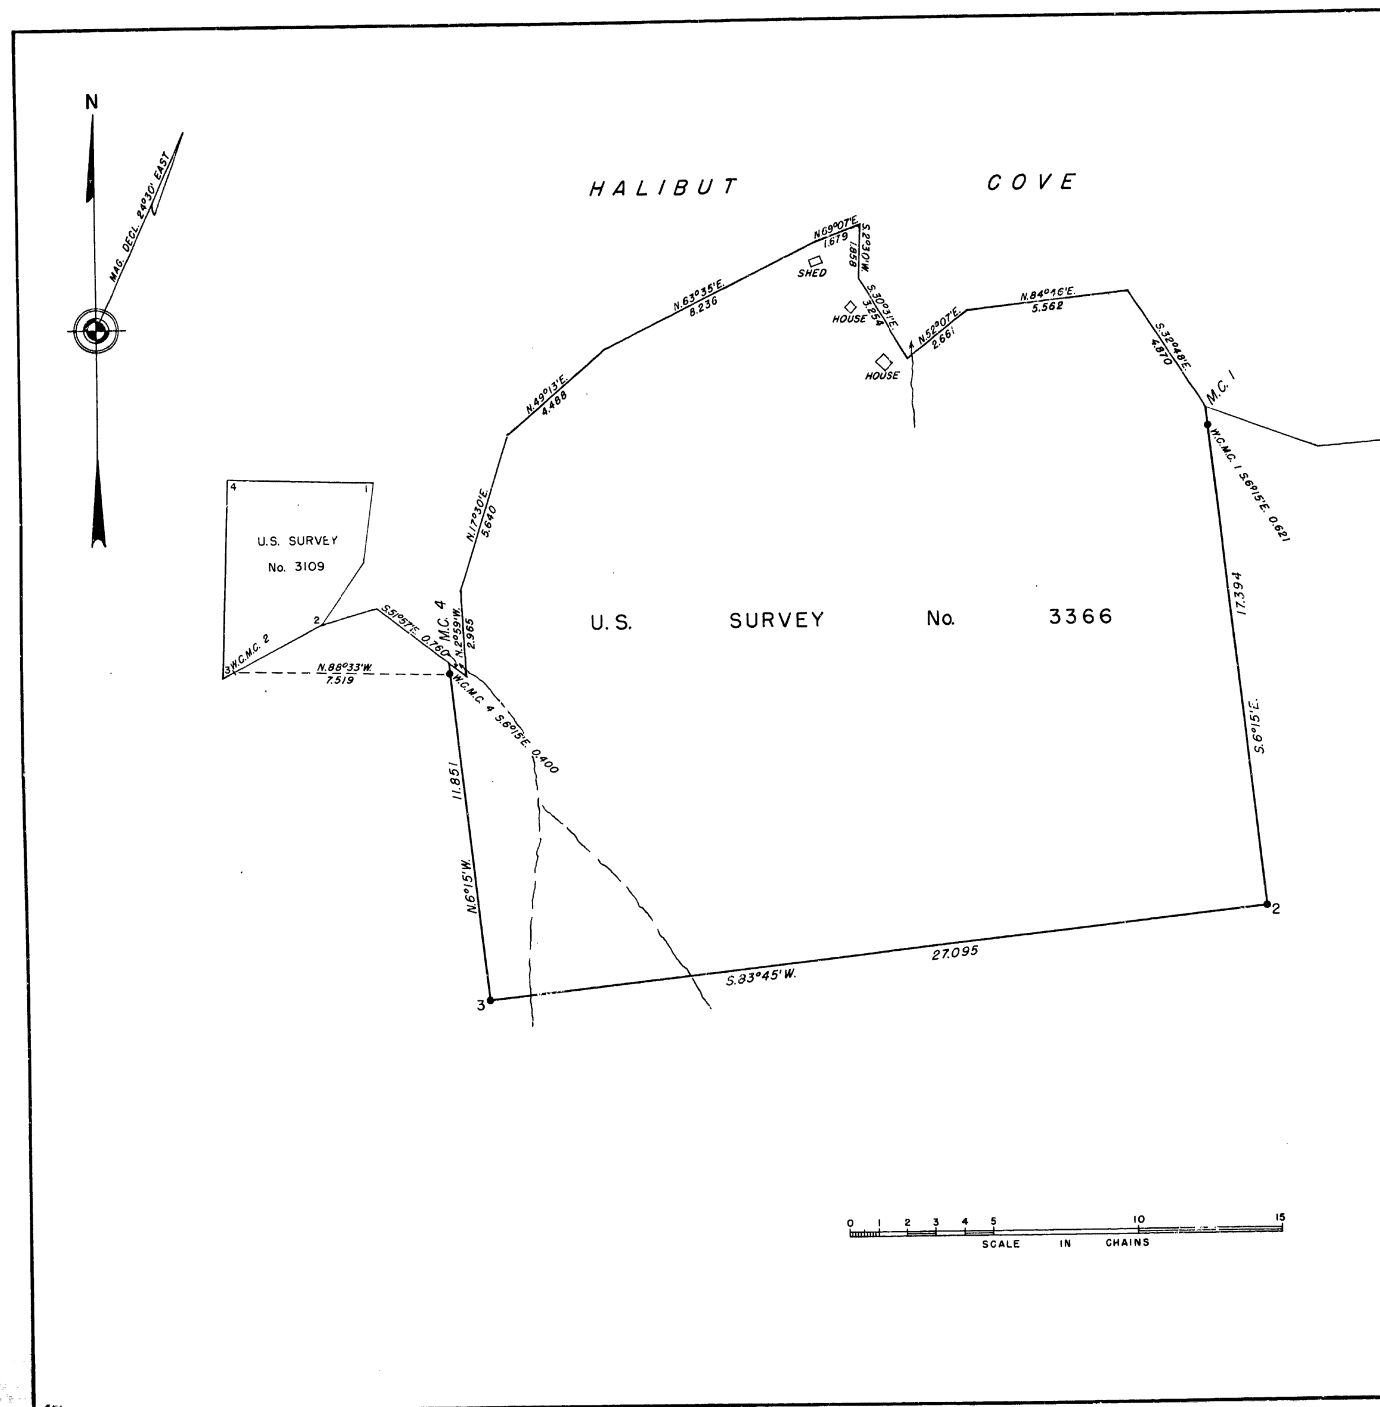 N
MAG. DECL. 24°30' EAST
HALIBUT COVE
N.69°07'E.
1.679
S.2°30'W.
1.858
SHED
N.63°35'E.
8.236
HOUSE
S.30°31'E.
3.254
N.52°07'E.
2.661
5.562
S.32°48'E.
4.870
HOUSE
N.49°13'E.
4.488
M.C. 1
W.C.M.C. 1 S.6°15'E. 0.621
N.17°30'E.
5.640
4
1
U.S. SURVEY
No. 3109
2
3
W.C.M.C. 2
S.51°57'E. 0.760
M.C. 4
N.2°59'W.
2.965
N.88°33'W.
7.519
W.C.M.C. 4 S.6°15'E. 0.400
U.S. SURVEY No. 3366
17.394
S.6°15'E.
11.851
N.6°15'W.
2
27.095
S.83°45'W.
3
0 1 2 3 4 5 10 15
SCALE IN CHAINS